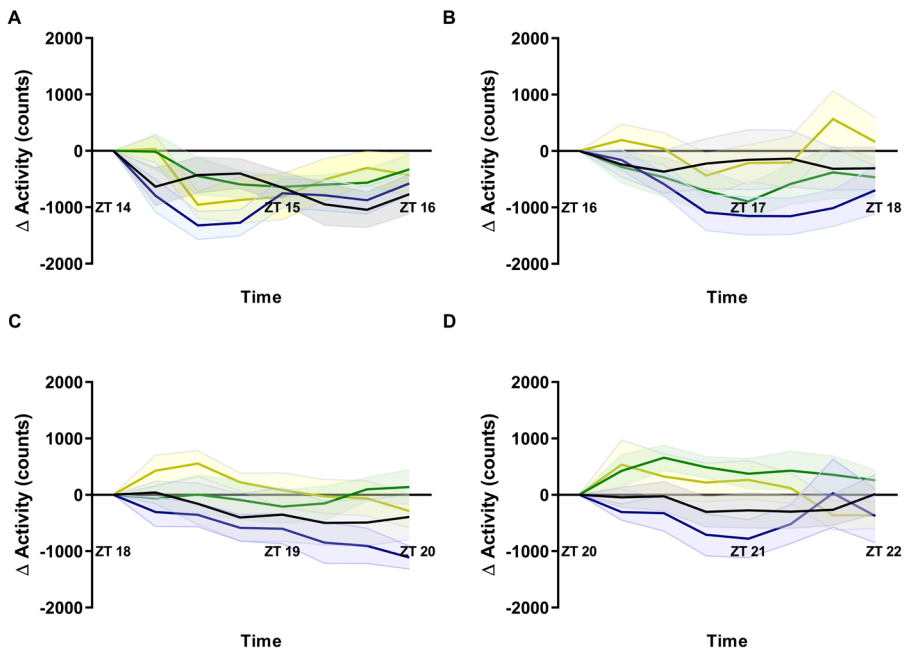 A
2000
1000
0
-1000
-2000
Δ Activity (counts)
ZT 14
ZT 15
ZT 16
Time
B
2000
1000
0
-1000
-2000
Δ Activity (counts)
ZT 16
ZT 17
ZT 18
Time
C
2000
1000
0
-1000
-2000
Δ Activity (counts)
ZT 18
ZT 19
ZT 20
Time
D
2000
1000
0
-1000
-2000
Δ Activity (counts)
ZT 20
ZT 21
ZT 22
Time